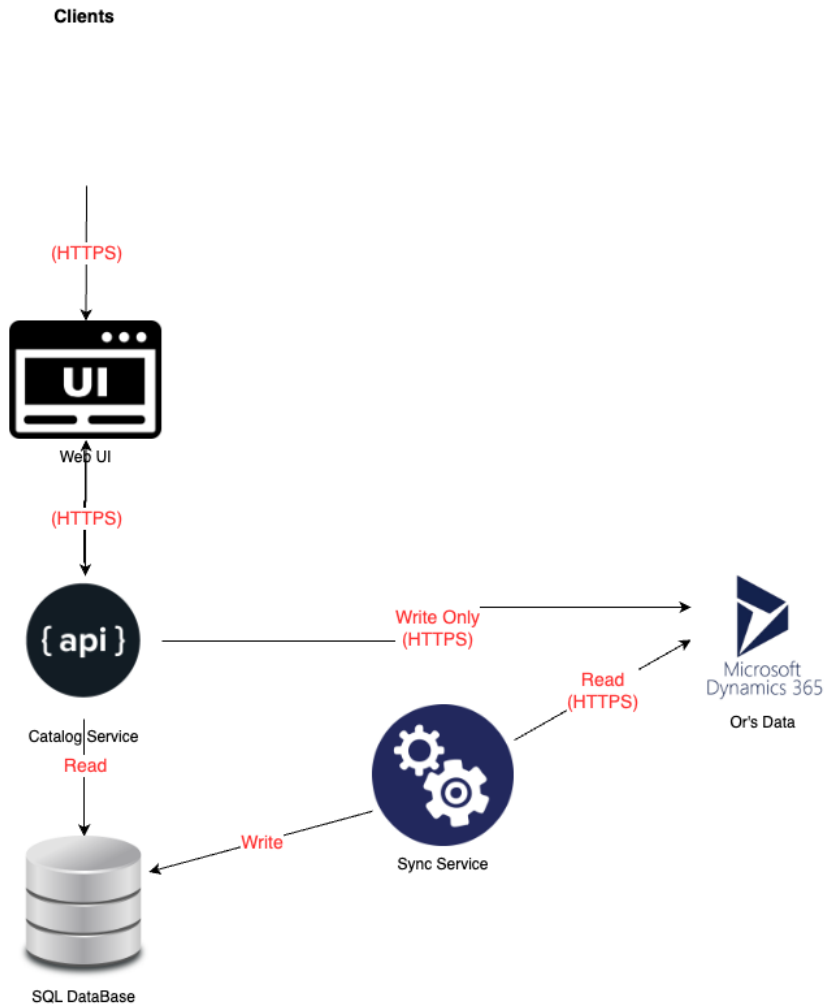 Clients
(HTTPS)
UI
Web UI
(HTTPS)
{ api }
Catalog Service
Write Only
(HTTPS)
Microsoft
Dynamics 365
Or's Data
Read
(HTTPS)
Read
Sync Service
Write
SQL DataBase